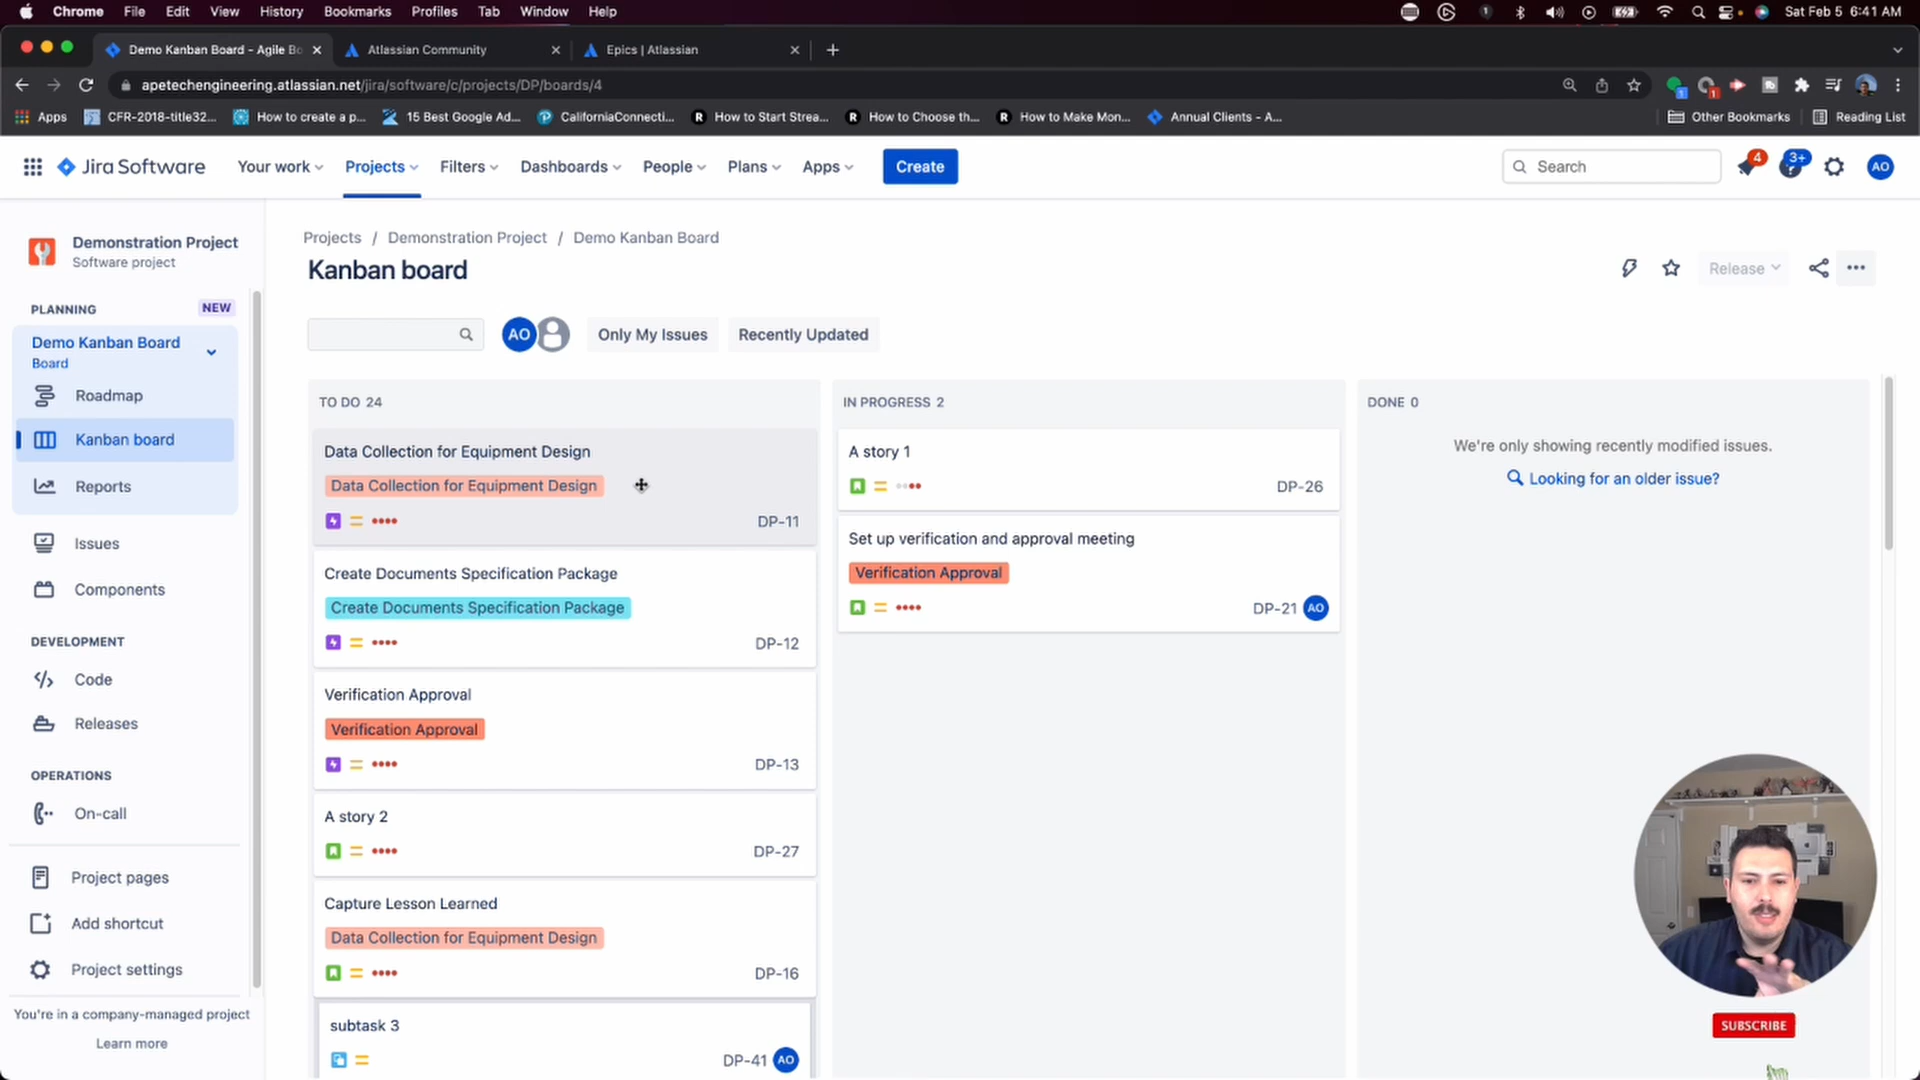 Chrome File Edit View History Bookmarks Profiles Tab Window Help Sat Feb 5 6:41 AM
Demo Kanban Board - Agile Bo Atlassian Community Epics | Atlassian
apetechengineering.atlassian.net/jira/software/c/projects/DP/boards/4
Apps CFR-2018-title32... How to create a p... 15 Best Google Ad... CaliforniaConnecti... How to Start Strea... How to Choose th... How to Make Mon... Annual Clients - A... Other Bookmarks Reading List
Jira Software Your work Projects Filters Dashboards People Plans Apps Create Search 4 3+ AO
Demonstration Project
Software project
PLANNING NEW
Demo Kanban Board
Board
Roadmap
Kanban board
Reports
Issues
Components
DEVELOPMENT
Code
Releases
OPERATIONS
On-call
Project pages
Add shortcut
Project settings
You're in a company-managed project
Learn more
Projects / Demonstration Project / Demo Kanban Board
Kanban board
Release
AO Only My Issues Recently Updated
TO DO 24
Data Collection for Equipment Design
Data Collection for Equipment Design
DP-11
Create Documents Specification Package
Create Documents Specification Package
DP-12
Verification Approval
Verification Approval
DP-13
A story 2
DP-27
Capture Lesson Learned
Data Collection for Equipment Design
DP-16
subtask 3
DP-41 AO
IN PROGRESS 2
A story 1
DP-26
Set up verification and approval meeting
Verification Approval
DP-21 AO
DONE 0
We're only showing recently modified issues.
Looking for an older issue?
SUBSCRIBE